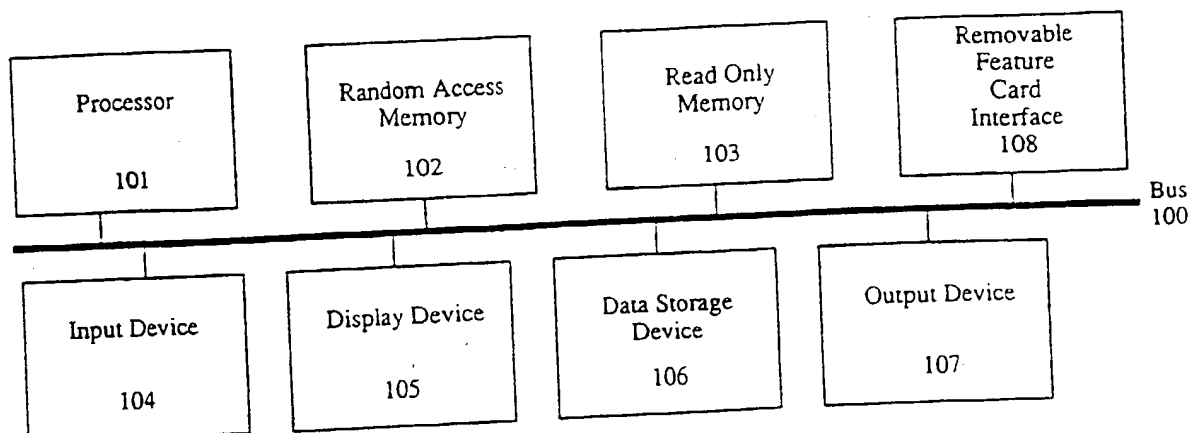 Processor
101
Random Access
Memory
102
Read Only
Memory
103
Removable
Feature
Card
Interface
108
Bus
100
Input Device
104
Display Device
105
Data Storage
Device
106
Output Device
107